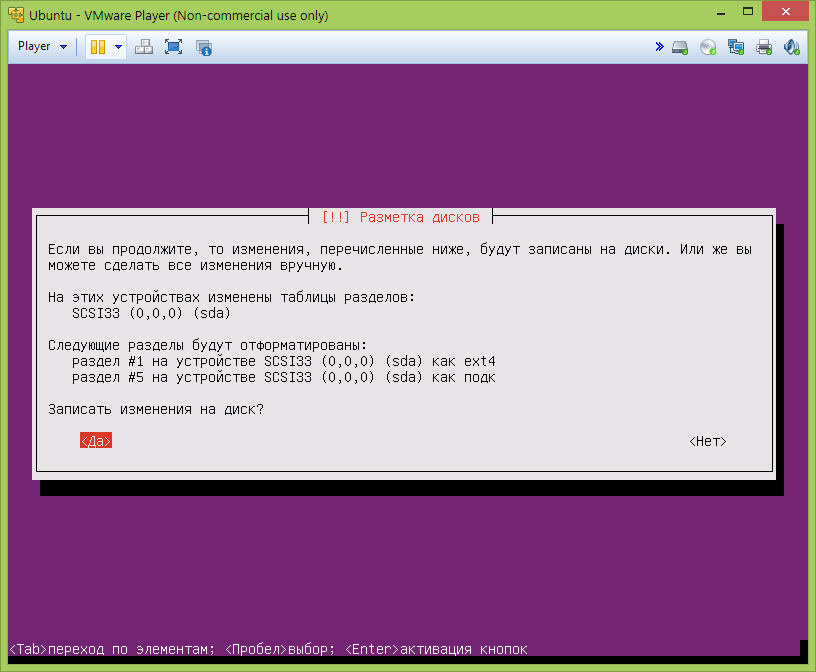 Ubuntu - VMware Player (Non-commercial use only)
Player
[!!] Разметка дисков
Если вы продолжите, то изменения, перечисленные ниже, будут записаны на диски. Или же вы
можете сделать все изменения вручную.
На этих устройствах изменены таблицы разделов:
SCSI33 (0,0,0) (sda)
Следующие разделы будут отформатированы:
раздел #1 на устройстве SCSI33 (0,0,0) (sda) как ext4
раздел #5 на устройстве SCSI33 (0,0,0) (sda) как подк
Записать изменения на диск?
<Да> <Нет>
<Tab>переход по элементам; <Пробел>выбор; <Enter>активация кнопок